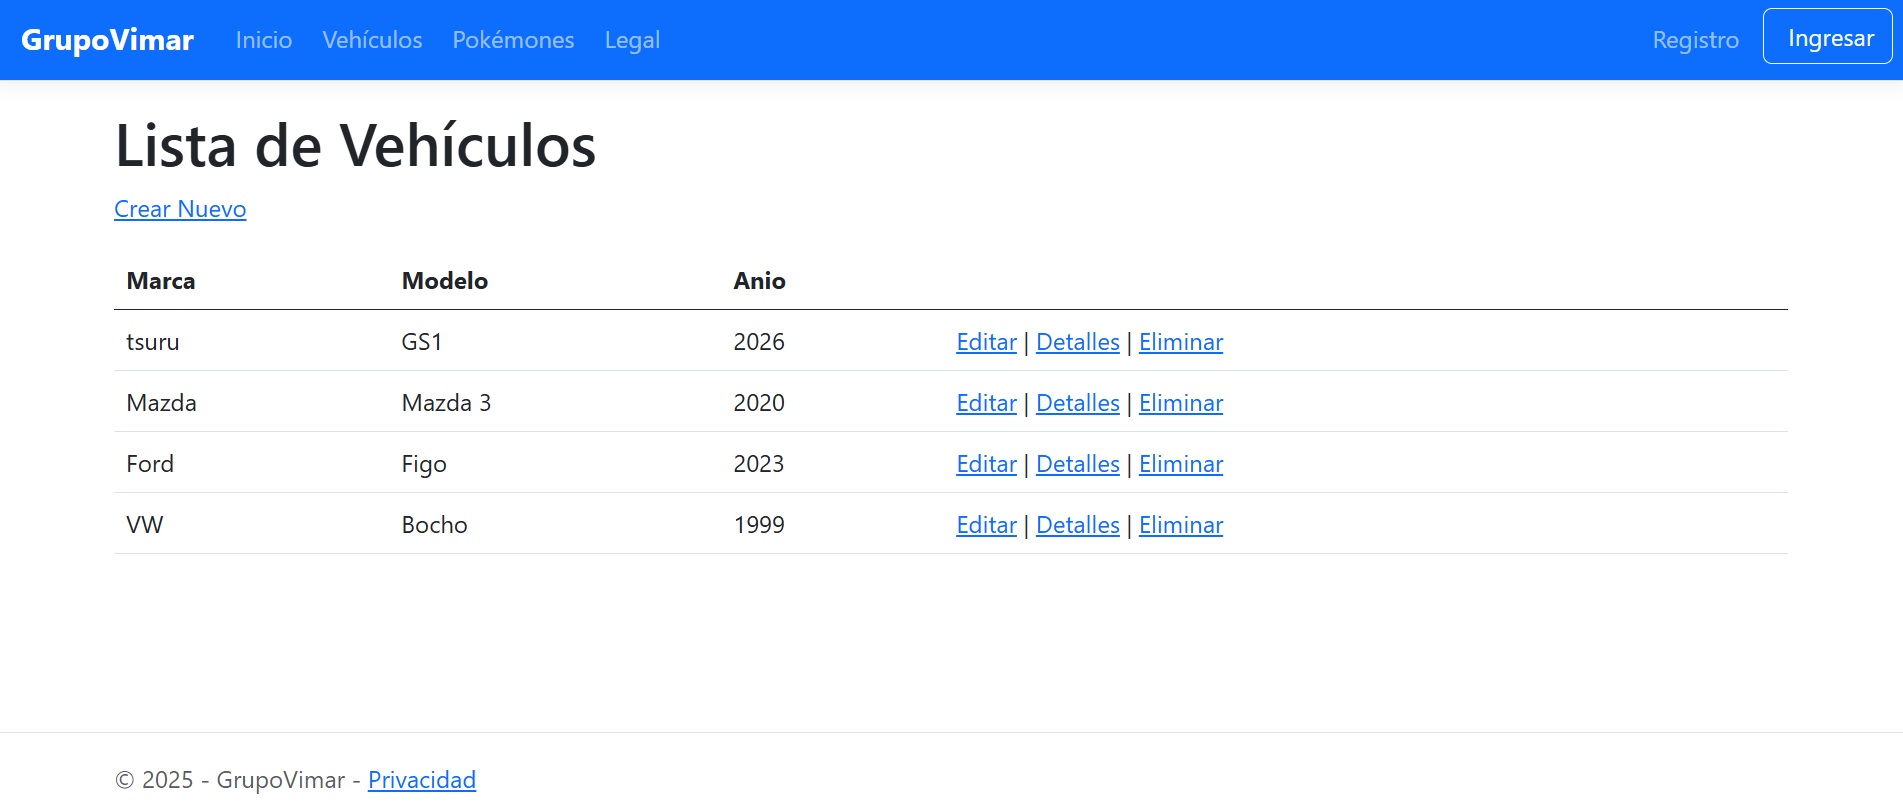 GrupoVimar Inicio Vehículos Pokémones Legal Registro Ingresar
Lista de Vehículos
Crear Nuevo
Marca Modelo Anio
tsuru GS1 2026 Editar | Detalles | Eliminar
Mazda Mazda 3 2020 Editar | Detalles | Eliminar
Ford Figo 2023 Editar | Detalles | Eliminar
VW Bocho 1999 Editar | Detalles | Eliminar
© 2025 - GrupoVimar - Privacidad